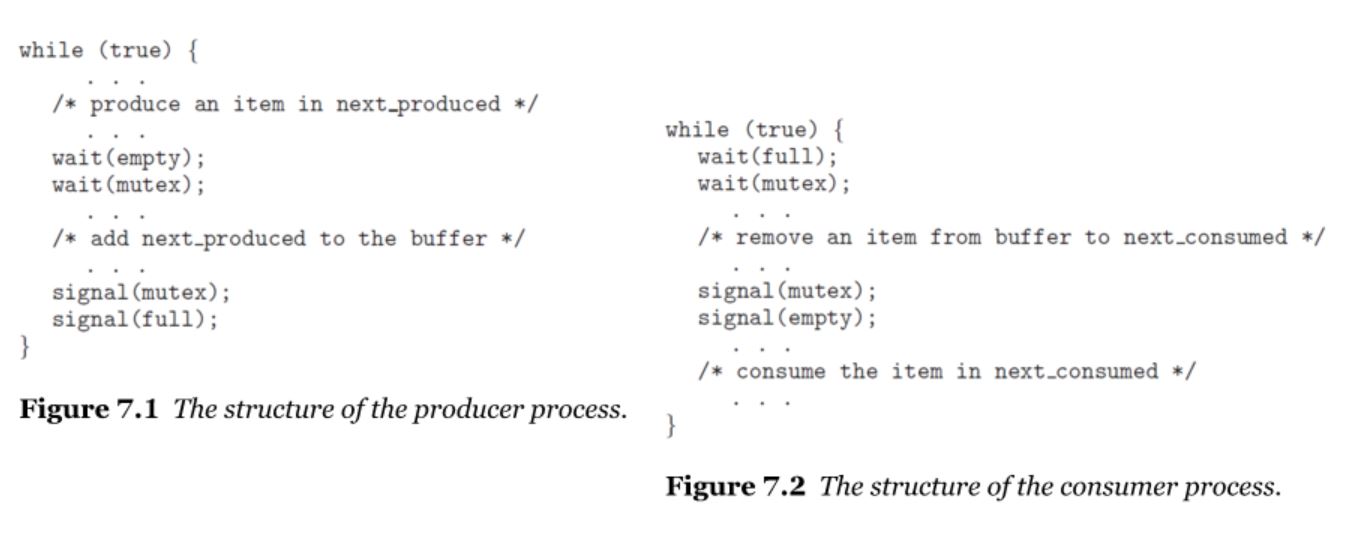 while (true) {
. . .
/* produce an item in next_produced */
. . .
wait(empty);
wait(mutex);
. . .
/* add next_produced to the buffer */
. . .
signal(mutex);
signal(full);
}
Figure 7.1 The structure of the producer process.
while (true) {
wait(full);
wait(mutex);
. . .
/* remove an item from buffer to next_consumed */
. . .
signal(mutex);
signal(empty);
. . .
/* consume the item in next_consumed */
. . .
}
Figure 7.2 The structure of the consumer process.